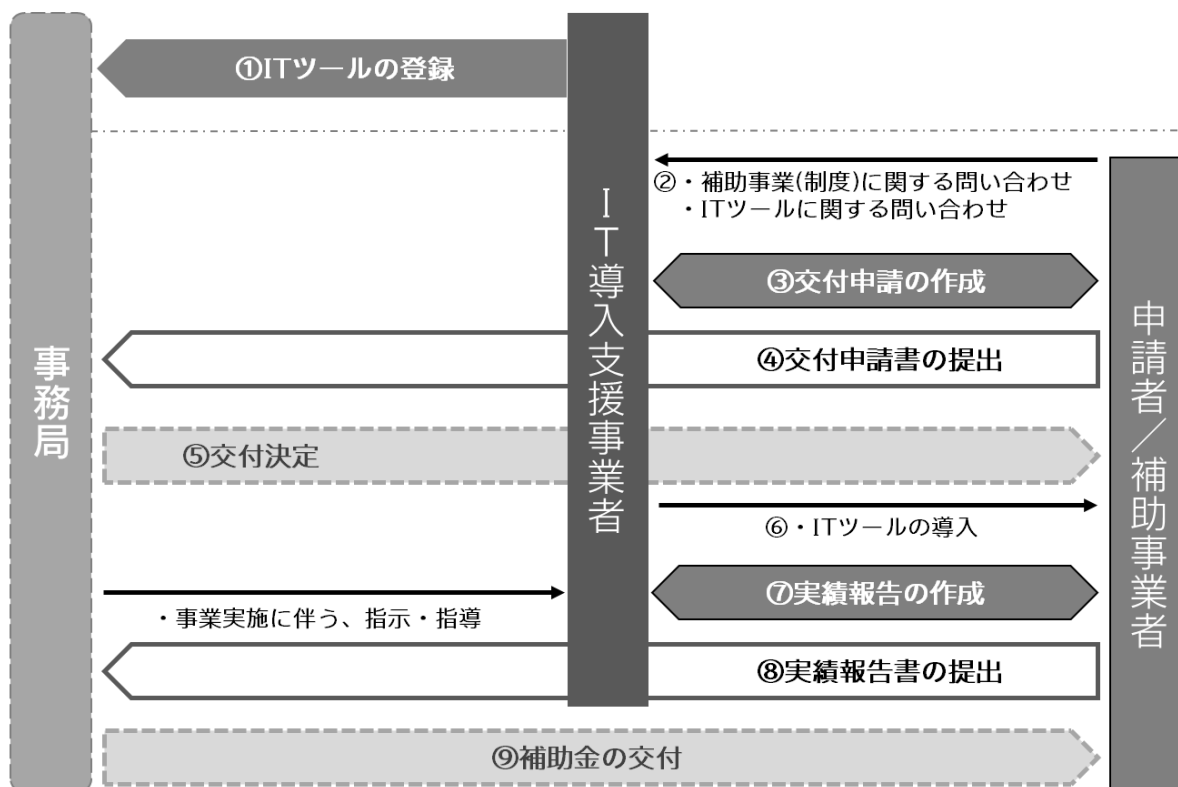 ①ITツールの登録
②・補助事業(制度)に関する問い合わせ
・ITツールに関する問い合わせ
③交付申請の作成
④交付申請書の提出
⑤交付決定
⑥・ITツールの導入
⑦実績報告の作成
・事業実施に伴う、指示・指導
⑧実績報告書の提出
⑨補助金の交付
事務局
IT導入支援事業者
申請者/補助事業者